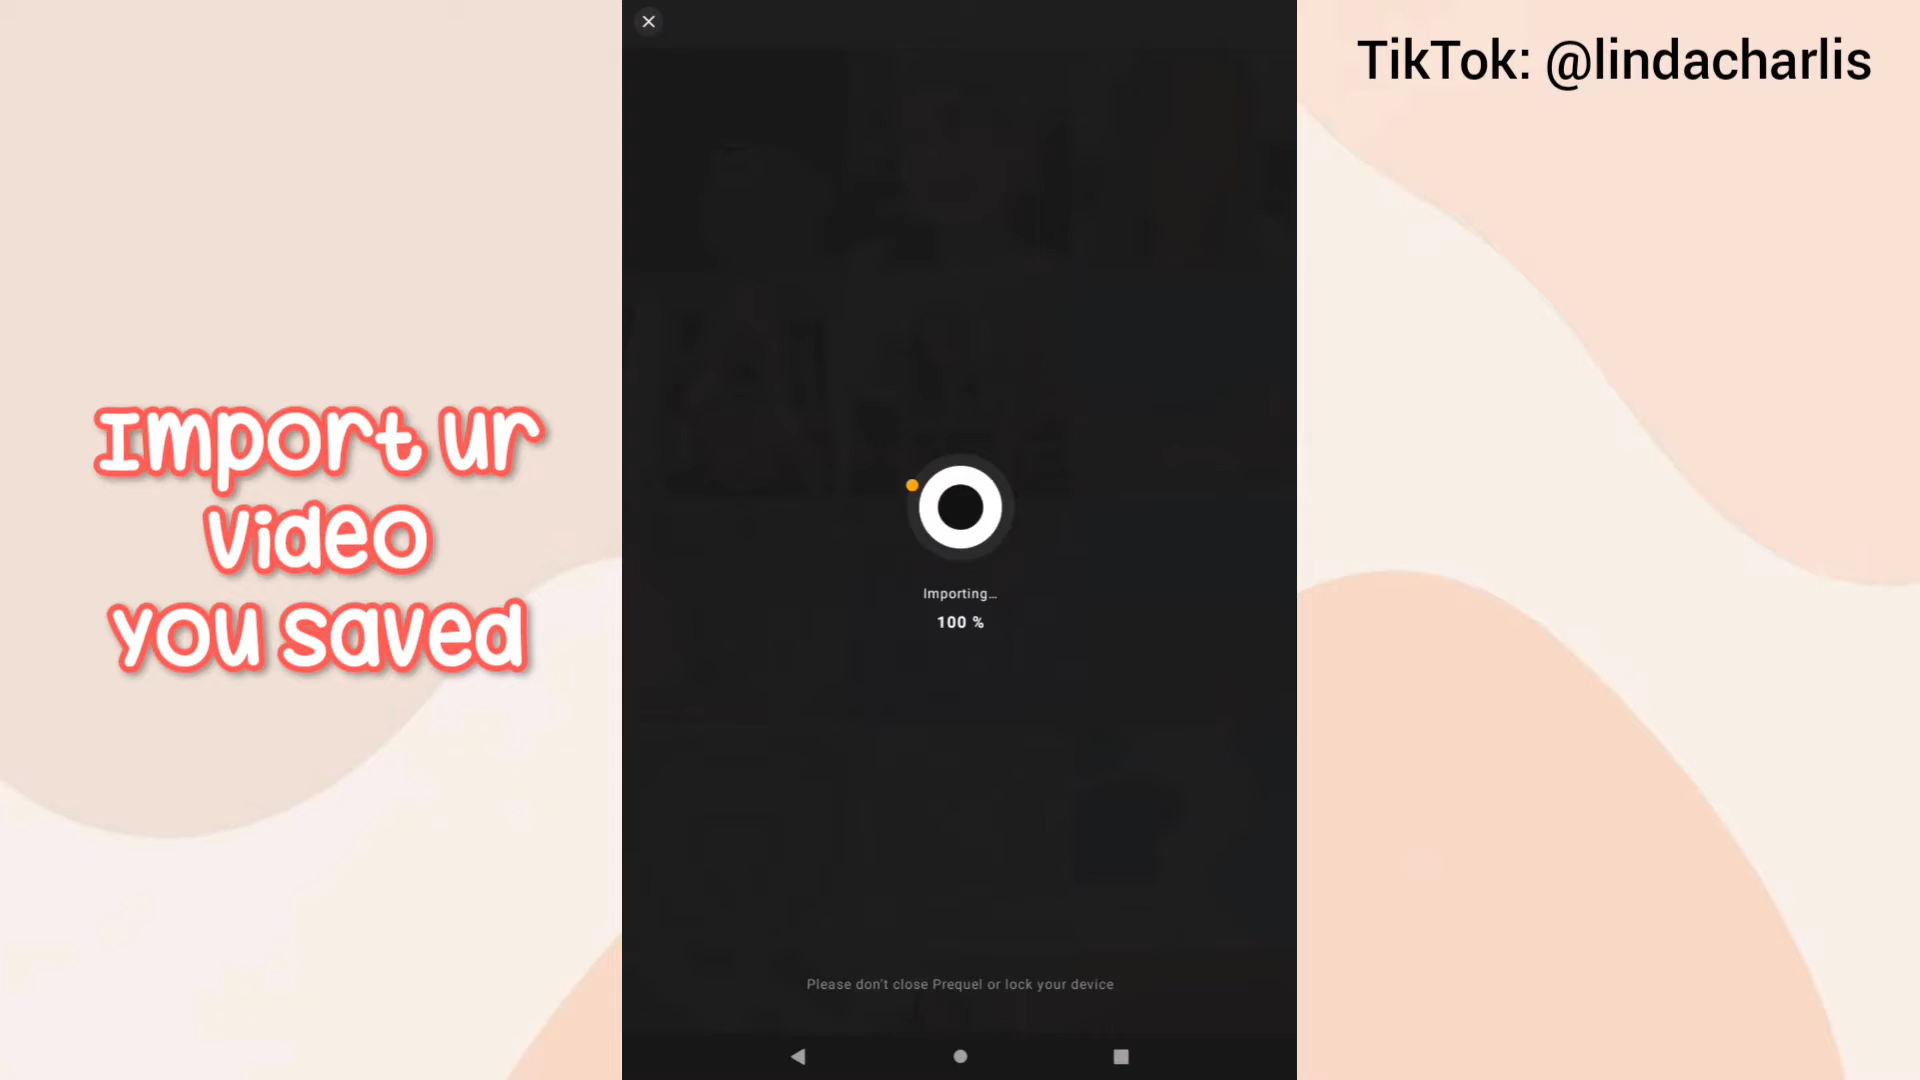 TikTok: @lindacharlis
Import ur
video
you saved
Importing...
100 %
Please don't close Prequel or lock your device